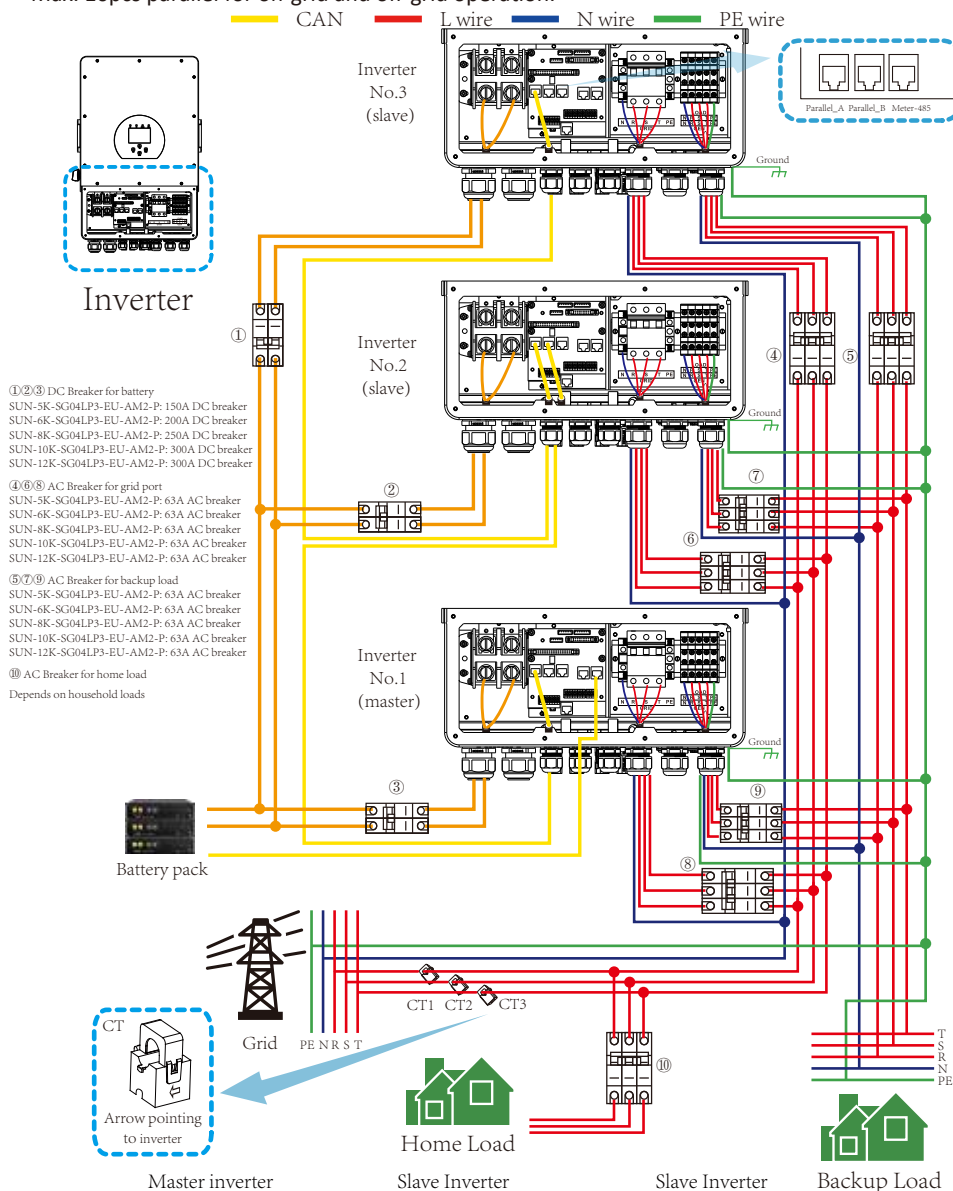 CAN L wire N wire PE wire
Inverter
No.3
(slave)
Parallel_A Parallel_B Meter-485
Ground
Inverter
①
Inverter
No.2
(slave)
④
⑤
Ground
①②③ DC Breaker for battery
SUN-5K-SG04LP3-EU-AM2-P: 150A DC breaker
SUN-6K-SG04LP3-EU-AM2-P: 200A DC breaker
SUN-8K-SG04LP3-EU-AM2-P: 250A DC breaker
SUN-10K-SG04LP3-EU-AM2-P: 300A DC breaker
SUN-12K-SG04LP3-EU-AM2-P: 300A DC breaker
④⑥⑧ AC Breaker for grid port
SUN-5K-SG04LP3-EU-AM2-P: 63A AC breaker
SUN-6K-SG04LP3-EU-AM2-P: 63A AC breaker
SUN-8K-SG04LP3-EU-AM2-P: 63A AC breaker
SUN-10K-SG04LP3-EU-AM2-P: 63A AC breaker
SUN-12K-SG04LP3-EU-AM2-P: 63A AC breaker
⑤⑦⑨ AC Breaker for backup load
SUN-5K-SG04LP3-EU-AM2-P: 63A AC breaker
SUN-6K-SG04LP3-EU-AM2-P: 63A AC breaker
SUN-8K-SG04LP3-EU-AM2-P: 63A AC breaker
SUN-10K-SG04LP3-EU-AM2-P: 63A AC breaker
SUN-12K-SG04LP3-EU-AM2-P: 63A AC breaker
⑩ AC Breaker for home load
Depends on household loads
②
⑦
⑥
Inverter
No.1
(master)
Ground
③
⑨
⑧
Battery pack
CT1 CT2 CT3
Grid
PE N R S T
CT
Arrow pointing
to inverter
⑩
Home Load
T
S
R
N
PE
Backup Load
Master inverter Slave Inverter Slave Inverter